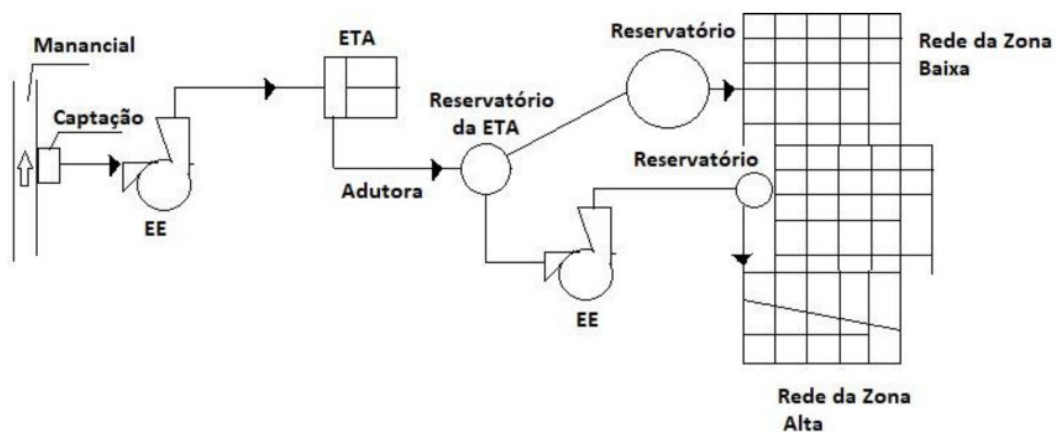 Manancial
Captação
EE
ETA
Reservatório
da ETA
Adutora
Reservatório
Rede da Zona
Baixa
Reservatório
EE
Rede da Zona
Alta